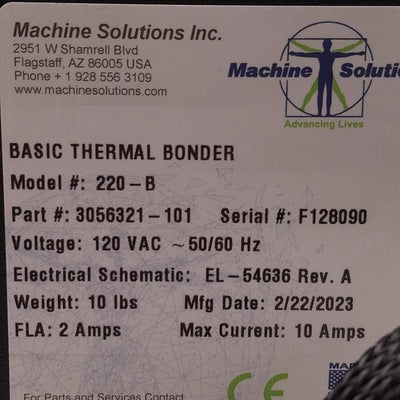 Machine Solutions Inc.
2951 W Shamrell Blvd
Flagstaff, AZ 86005 USA
Phone + 1 928 556 3109
www.machinesolutions.com
Machine Solutio
Advancing Lives
BASIC THERMAL BONDER
Model #: 220-B
Part #: 3056321-101 Serial #: F128090
Voltage: 120 VAC ~50/60 Hz
Electrical Schematic: EL-54636 Rev. A
Weight: 10 lbs Mfg Date: 2/22/2023
FLA: 2 Amps Max Current: 10 Amps
For Parts and Services Contact:
CE